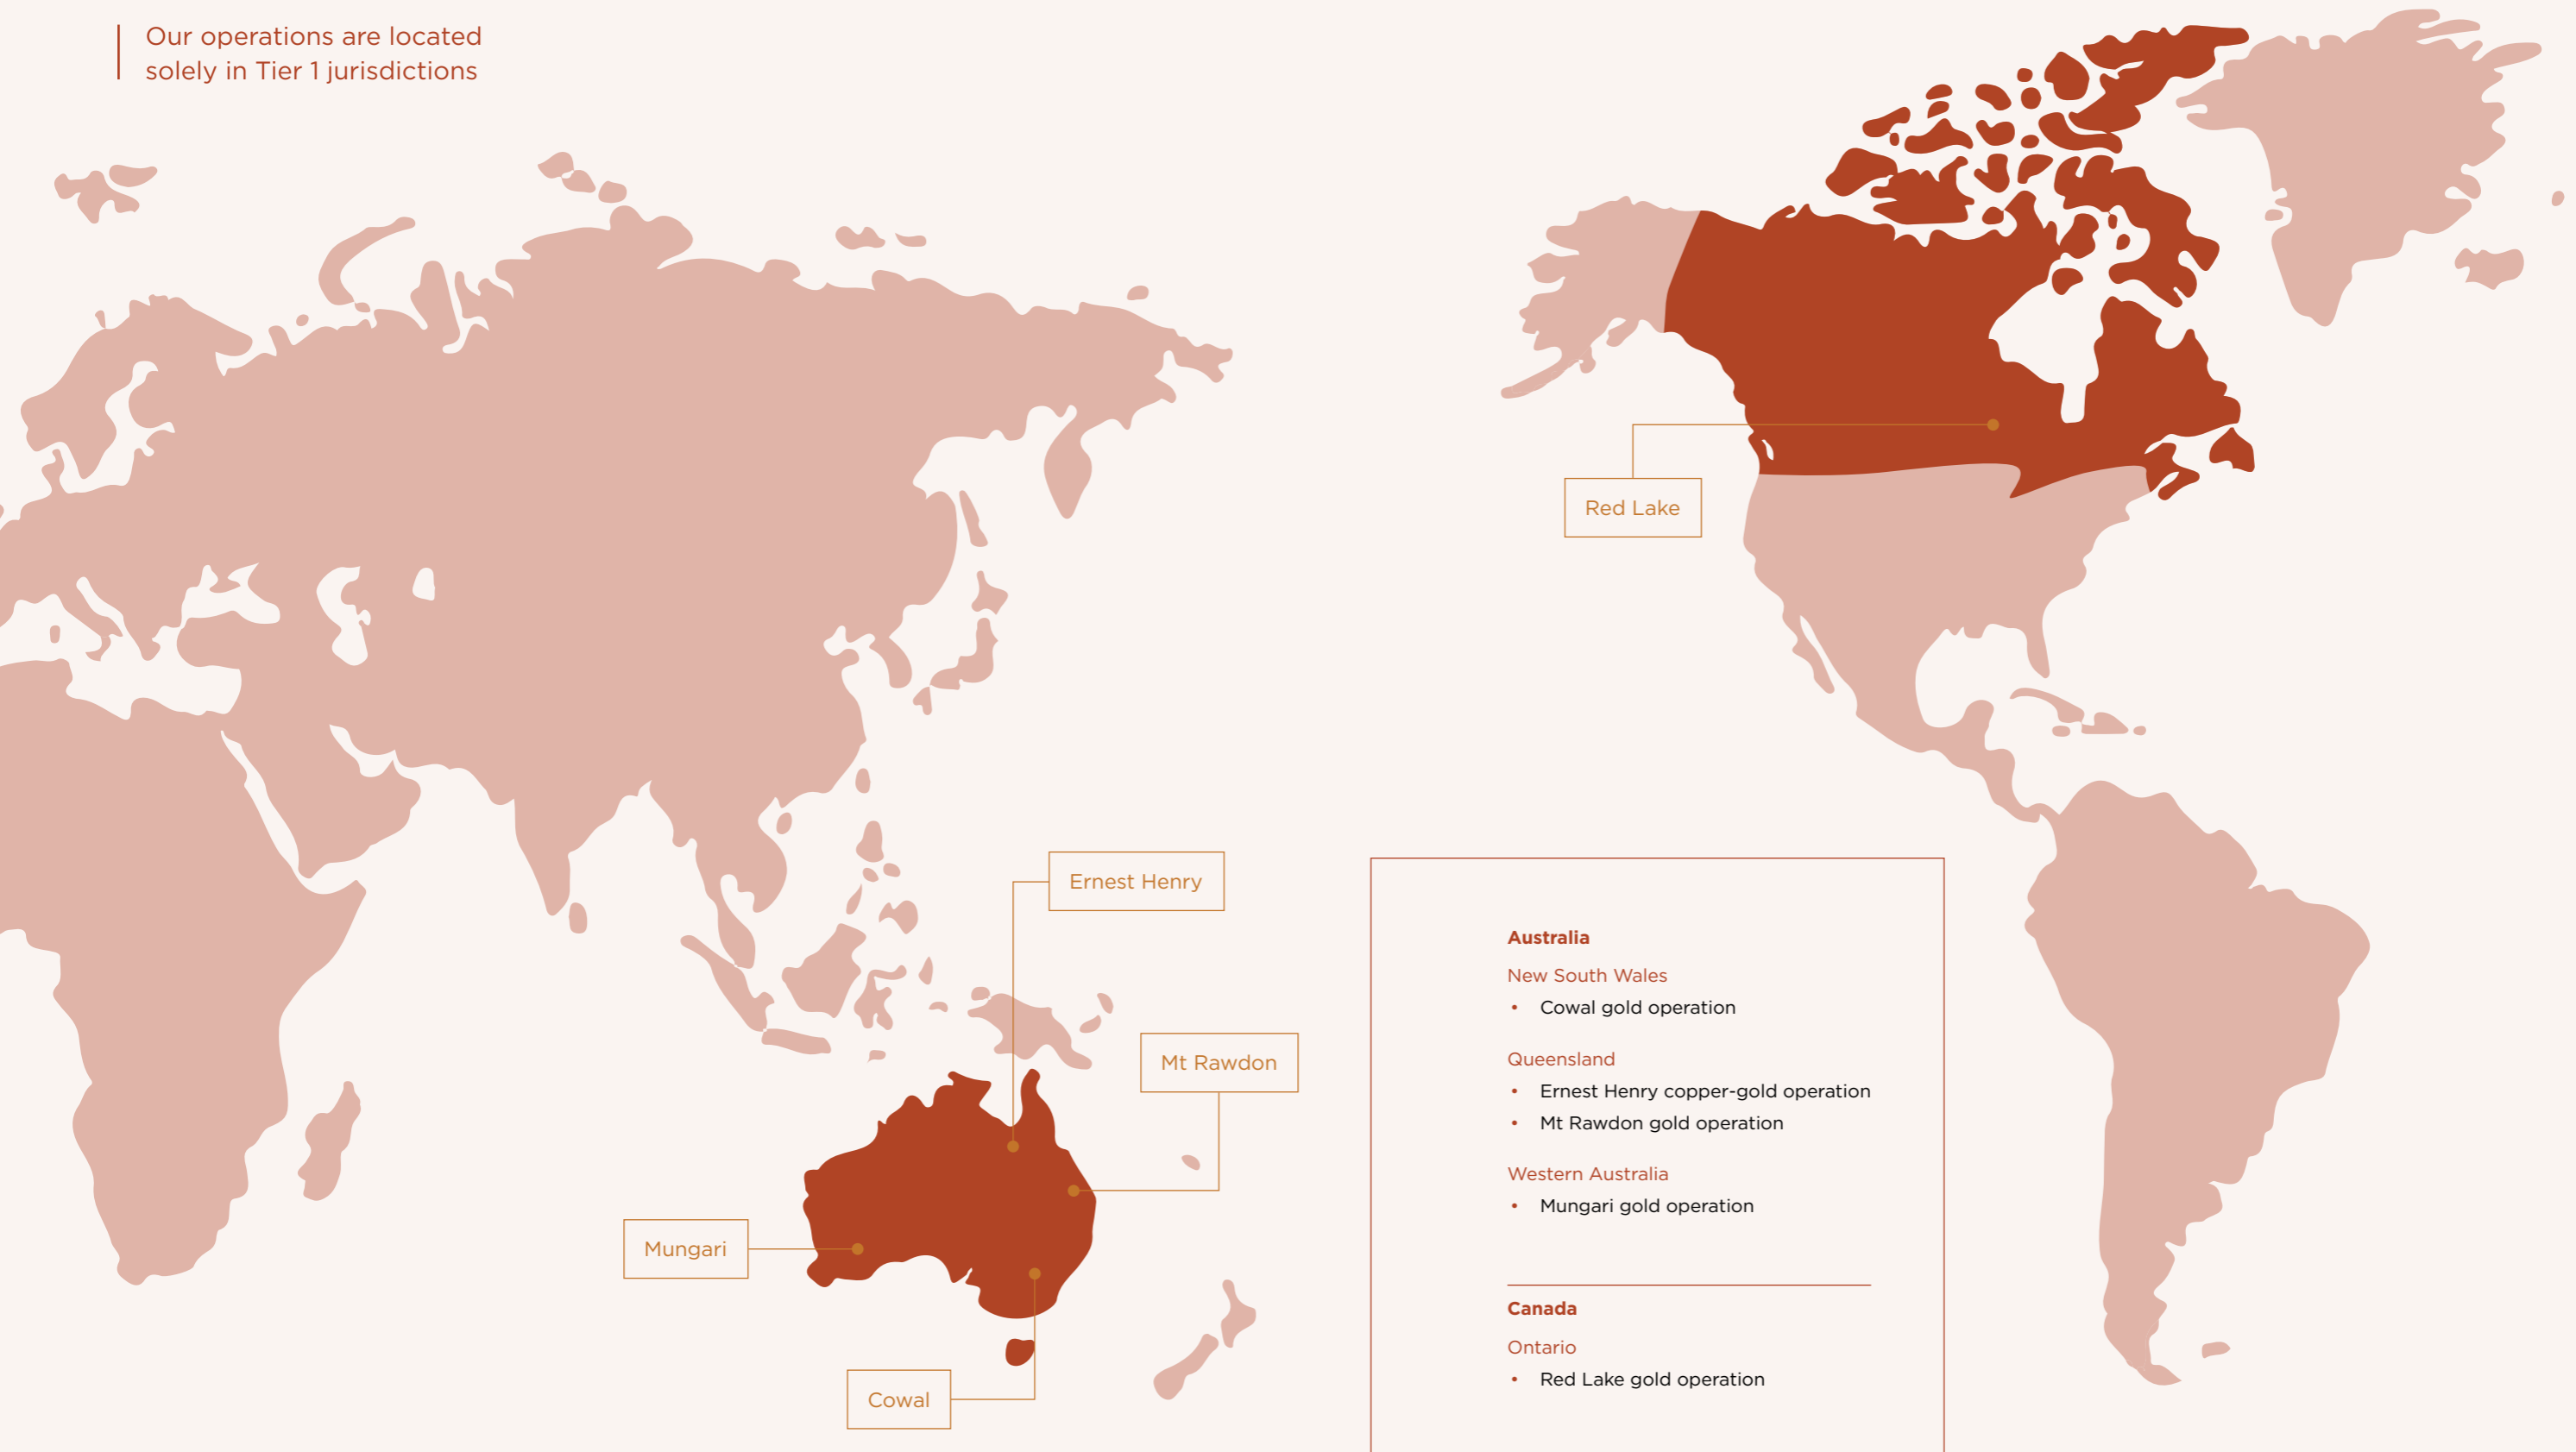 Our operations are located
solely in Tier 1 jurisdictions
Red Lake
Ernest Henry
Mt Rawdon
Mungari
Cowal
Australia
New South Wales
• Cowal gold operation
Queensland
• Ernest Henry copper-gold operation
• Mt Rawdon gold operation
Western Australia
• Mungari gold operation
Canada
Ontario
• Red Lake gold operation